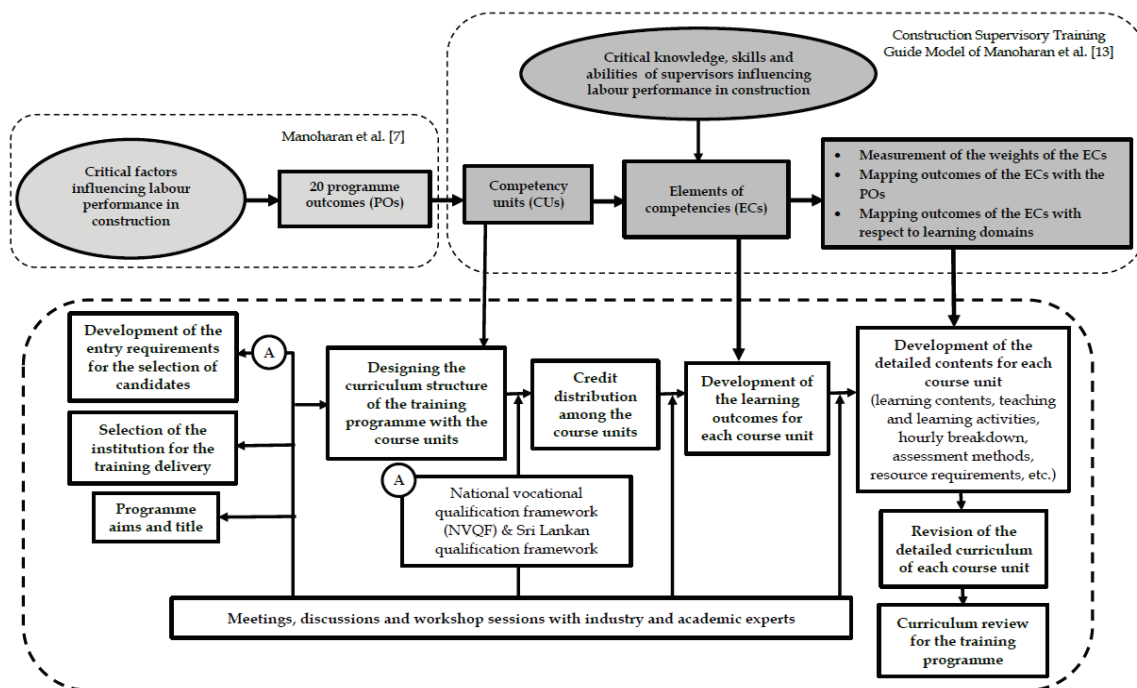 Construction Supervisory Training
Guide Model of Manoharan et al. [13]
Critical knowledge, skills and
abilities of supervisors influencing
labour performance in
construction
Manoharan et al. [7]
Critical factors
influencing labour
performance in
construction
20 programme
outcomes (POs)
Competency
units (CUs)
Elements of
competencies (ECs)
• Measurement of the weights of the ECs
• Mapping outcomes of the ECs with the
POs
• Mapping outcomes of the ECs with
respect to learning domains
Development of the
entry requirements
for the selection of
candidates
A
Selection of the
institution for the
training delivery
Programme
aims and title
Designing the
curriculum structure
of the training
programme with the
course units
Credit
distribution
among the
course units
Development of
the learning
outcomes for
each course unit
Development of the
detailed contents for each
course unit
(learning contents, teaching
and learning activities,
hourly breakdown,
assessment methods,
resource requirements, etc.)
A
National vocational
qualification framework
(NVQF) & Sri Lankan
qualification framework
Revision of the
detailed curriculum
of each course unit
Meetings, discussions and workshop sessions with industry and academic experts
Curriculum review
for the training
programme